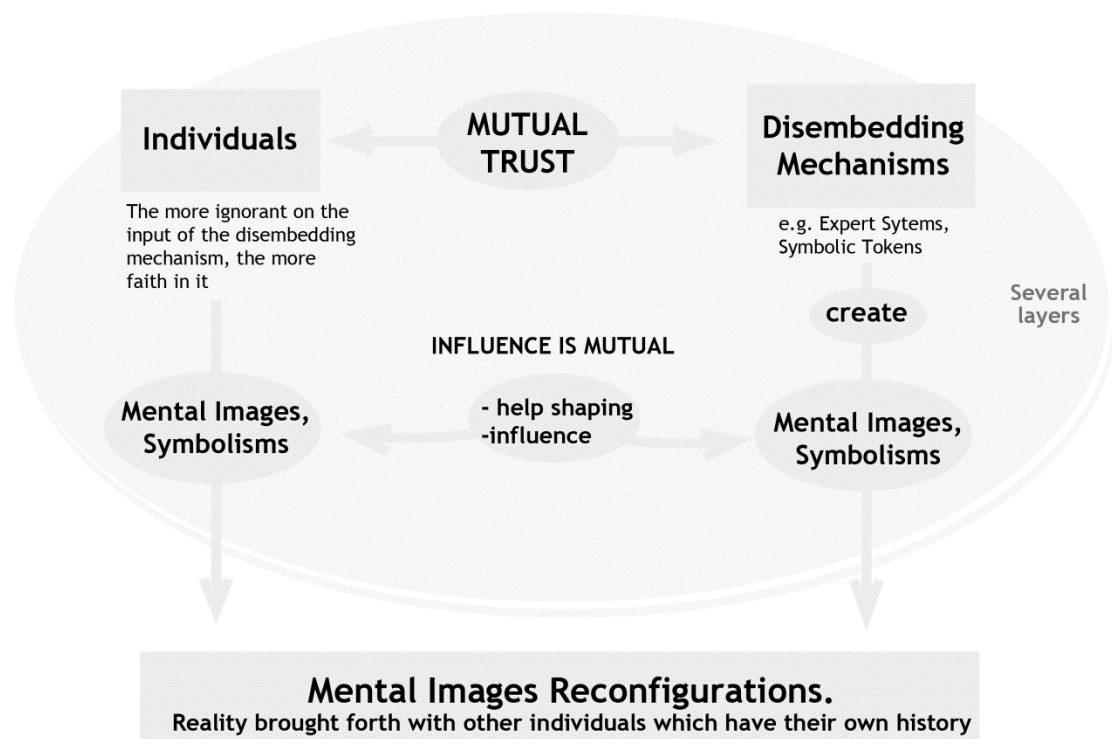 Individuals
MUTUAL
TRUST
Disembedding
Mechanisms
The more ignorant on the
input of the disembedding
mechanism, the more
faith in it
e.g. Expert Sytems,
Symbolic Tokens
Several
layers
create
INFLUENCE IS MUTUAL
Mental Images,
Symbolisms
- help shaping
-influence
Mental Images,
Symbolisms
Mental Images Reconfigurations.
Reality brought forth with other individuals which have their own history